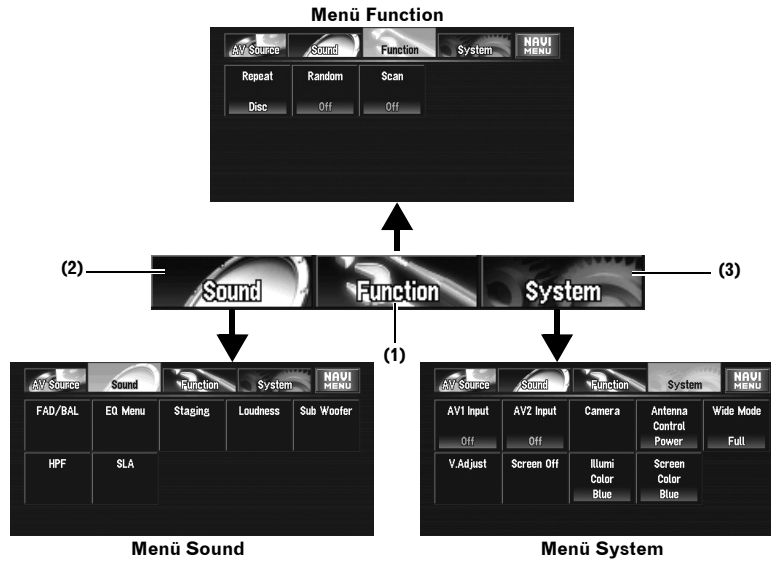 Menü Function
AV Source Sound Function System NAVI MENU
Repeat Random Scan
Disc Off Off
(2) (3)
Sound Function System
(1)
AV Source Sound Function System NAVI MENU
FAD/BAL EQ Menu Staging Loudness Sub Woofer
HPF SLA
Menü Sound
AV Source Sound Function System NAVI MENU
AV1 Input AV2 Input Camera Antenna Control Power Wide Mode
Off Off Full
V.Adjust Screen Off Illumi Color Blue Screen Color Blue
Menü System